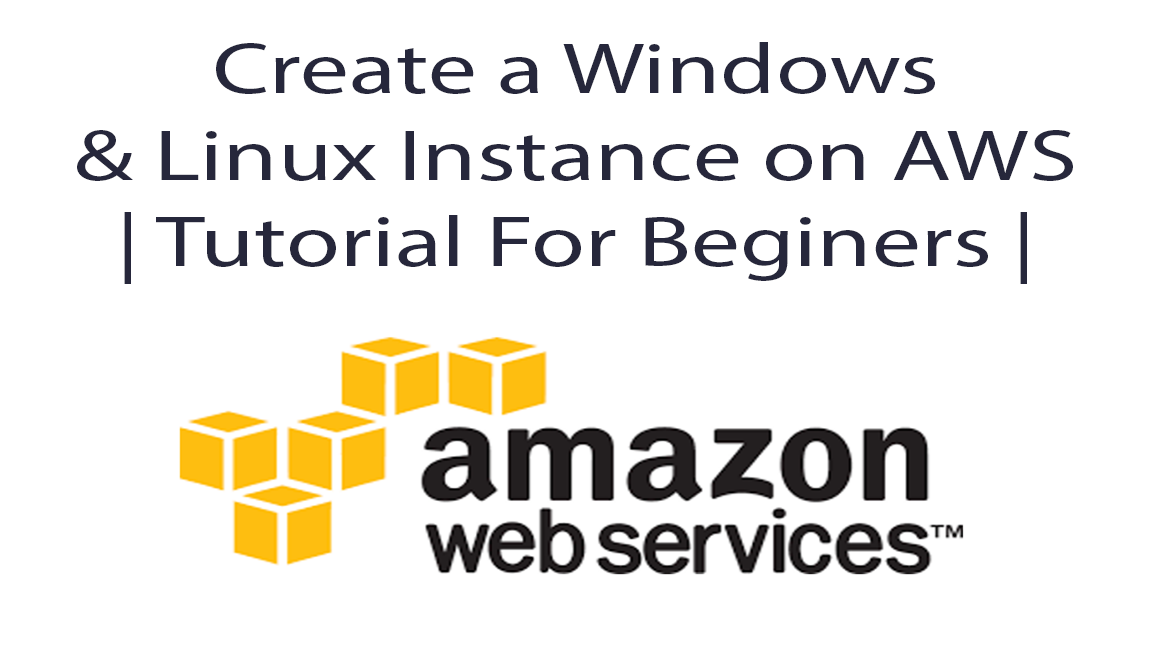 Create a Windows
& Linux Instance on AWS
| Tutorial For Beginers |
amazon
web services™